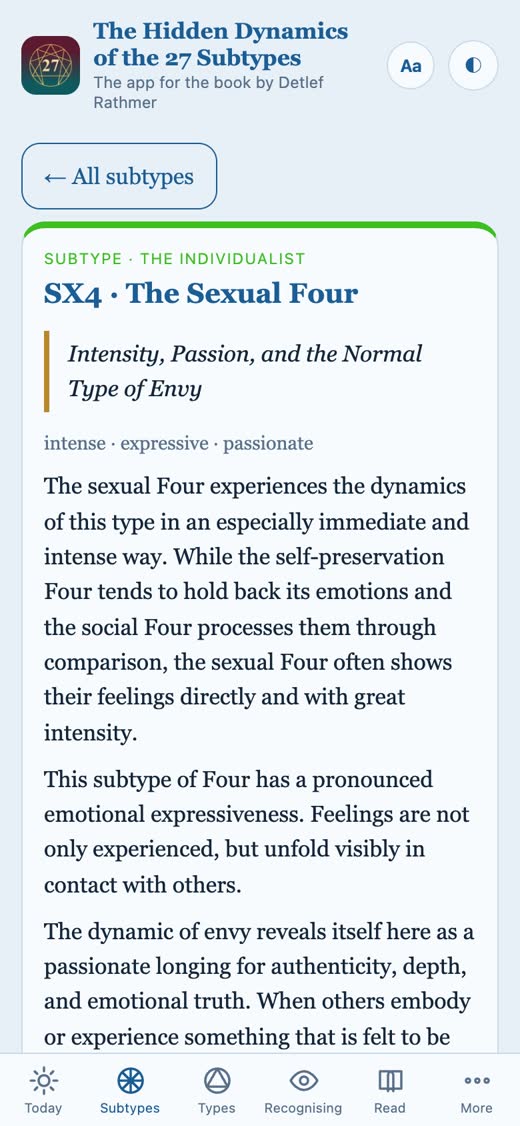 The Hidden Dynamics
of the 27 Subtypes
The app for the book by Detlef
Rathmer
27
Aa
← All subtypes
SUBTYPE · THE INDIVIDUALIST
SX4 · The Sexual Four
Intensity, Passion, and the Normal
Type of Envy
intense · expressive · passionate
The sexual Four experiences the dynamics
of this type in an especially immediate and
intense way. While the self-preservation
Four tends to hold back its emotions and
the social Four processes them through
comparison, the sexual Four often shows
their feelings directly and with great
intensity.
This subtype of Four has a pronounced
emotional expressiveness. Feelings are not
only experienced, but unfold visibly in
contact with others.
The dynamic of envy reveals itself here as a
passionate longing for authenticity, depth,
and emotional truth. When others embody
or experience something that is felt to be
Today
Subtypes
Types
Recognising
Read
More